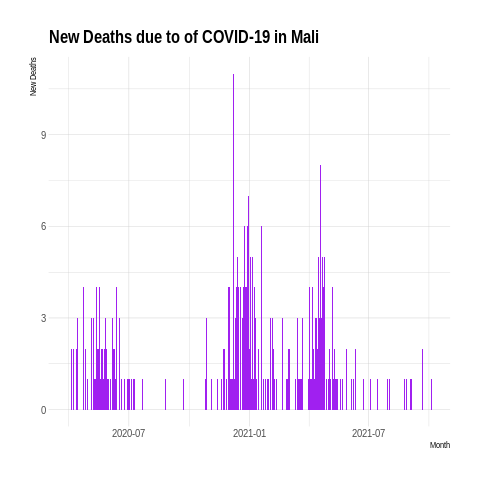 New Deaths due to of COVID-19 in Mali
New Deaths
9
6
3
0
2020-07
2021-01
2021-07
Month